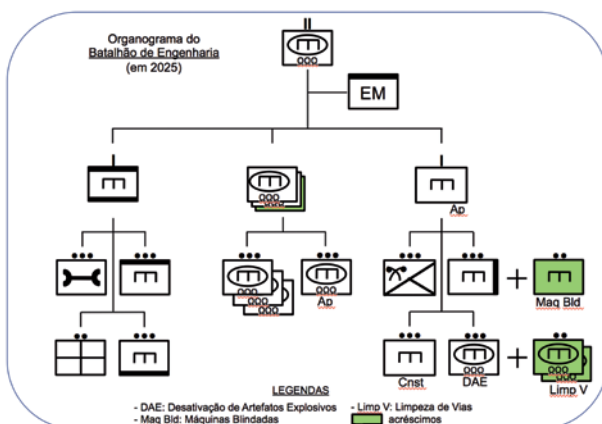 Organograma do
Batalhão de Engenharia
(em 2025)
EM
Ap
Ap
Maq Bld
Cnst
DAE
Limp V
LEGENDAS
- DAE: Desativação de Artefatos Explosivos
- Limp V: Limpeza de Vias
- Maq Bld: Máquinas Blindadas
acréscimos